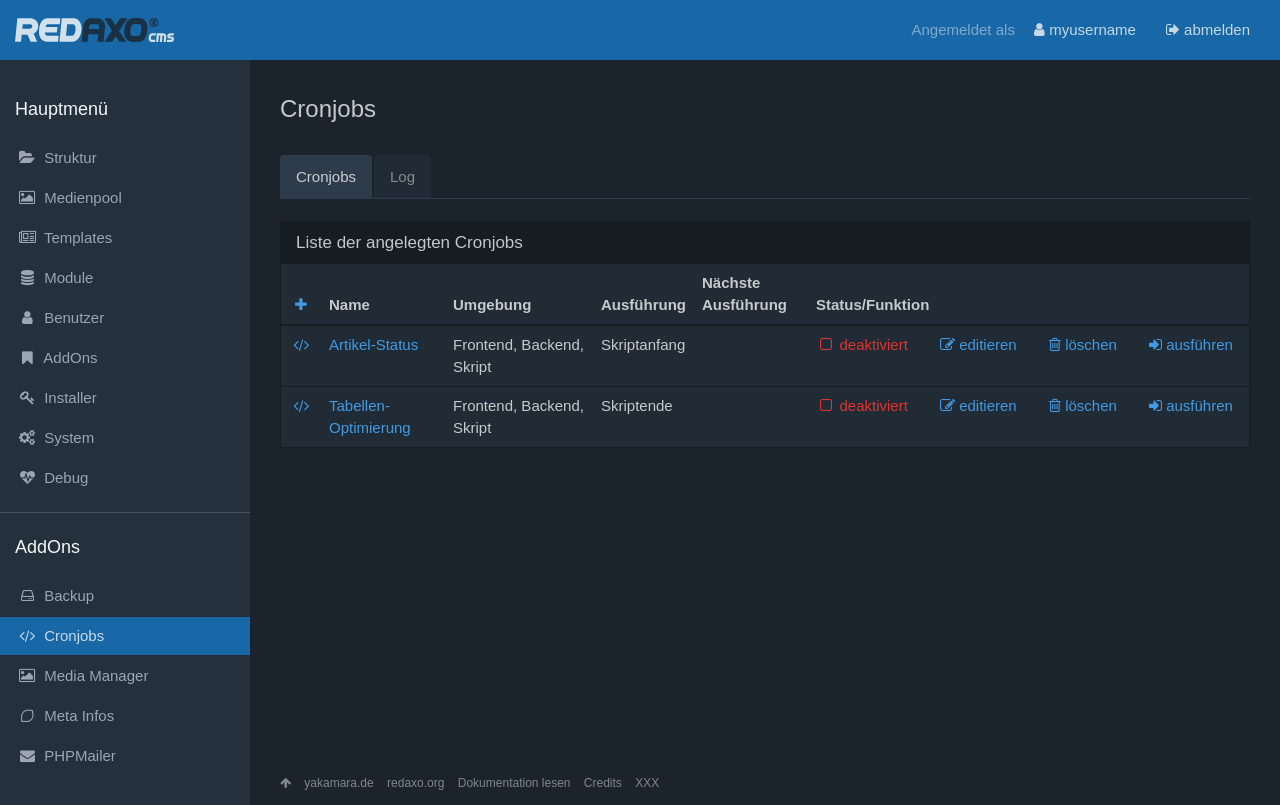 REDAXO® cms
Angemeldet als myusername abmelden
Hauptmenü
Struktur
Medienpool
Templates
Module
Benutzer
AddOns
Installer
System
Debug
AddOns
Backup
Cronjobs
Media Manager
Meta Infos
PHPMailer
Cronjobs
Cronjobs Log
Liste der angelegten Cronjobs
Name Umgebung Ausführung Nächste Ausführung Status/Funktion
Artikel-Status Frontend, Backend, Skript Skriptanfang deaktiviert editieren löschen ausführen
Tabellen-Optimierung Frontend, Backend, Skript Skriptende deaktiviert editieren löschen ausführen
yakamara.de redaxo.org Dokumentation lesen Credits XXX